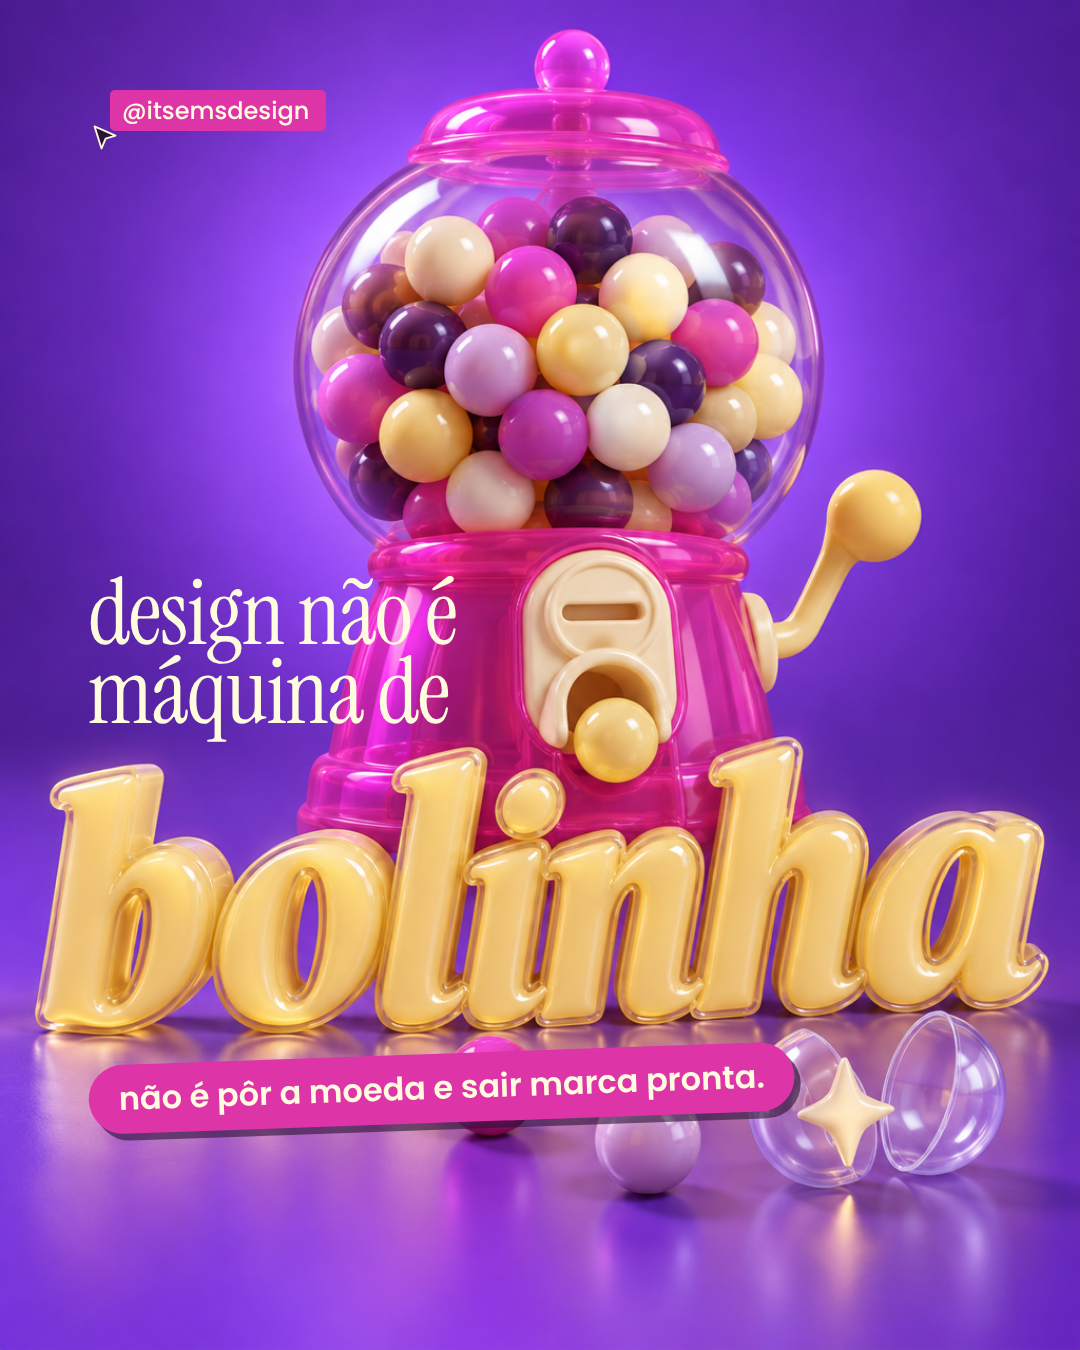 @itsemsdesign
design não é
máquina de
bolinha
não é pôr a moeda e sair marca pronta.